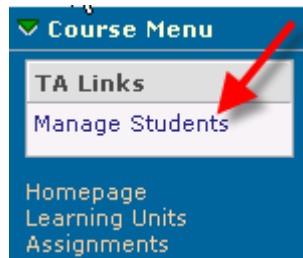 Course Menu
TA Links
Manage Students
Homepage
Learning Units
Assignments